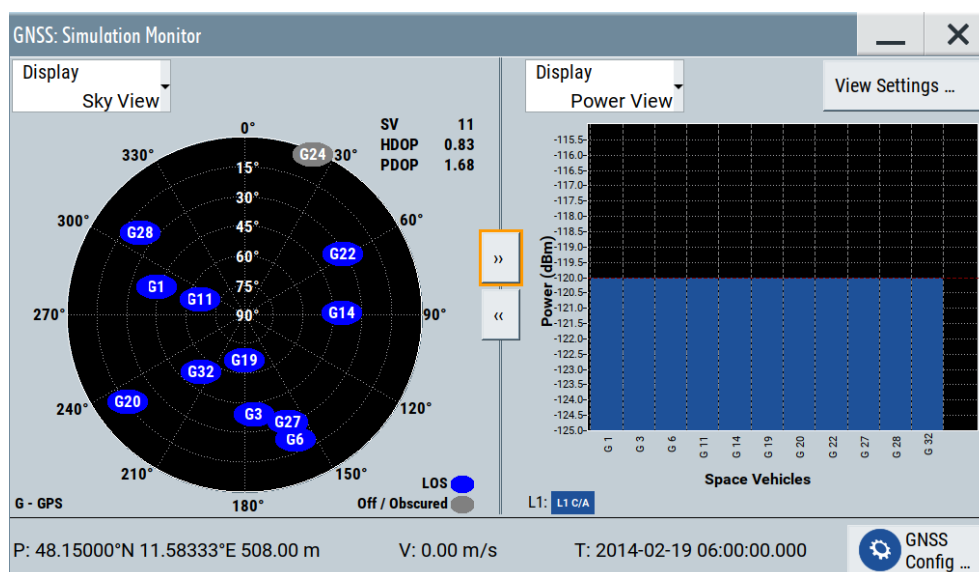 GNSS: Simulation Monitor
Display
Sky View
SV 11
HDOP 0.83
PDOP 1.68
0°
330°
30°
300°
60°
270°
90°
240°
120°
210°
150°
180°
15°
30°
45°
60°
75°
90°
G24
G28
G22
G1
G11
G14
G19
G32
G20
G3
G27
G6
LOS
Off / Obscured
G - GPS
»
«
Display
Power View
View Settings ...
Power (dBm)
-115.5
-116.0
-116.5
-117.0
-117.5
-118.0
-118.5
-119.0
-119.5
-120.0
-120.5
-121.0
-121.5
-122.0
-122.5
-123.0
-123.5
-124.0
-124.5
-125.0
G 1
G 3
G 6
G 11
G 14
G 19
G 20
G 22
G 27
G 28
G 32
Space Vehicles
L1: L1 C/A
P: 48.15000°N 11.58333°E 508.00 m
V: 0.00 m/s
T: 2014-02-19 06:00:00.000
GNSS
Config ...